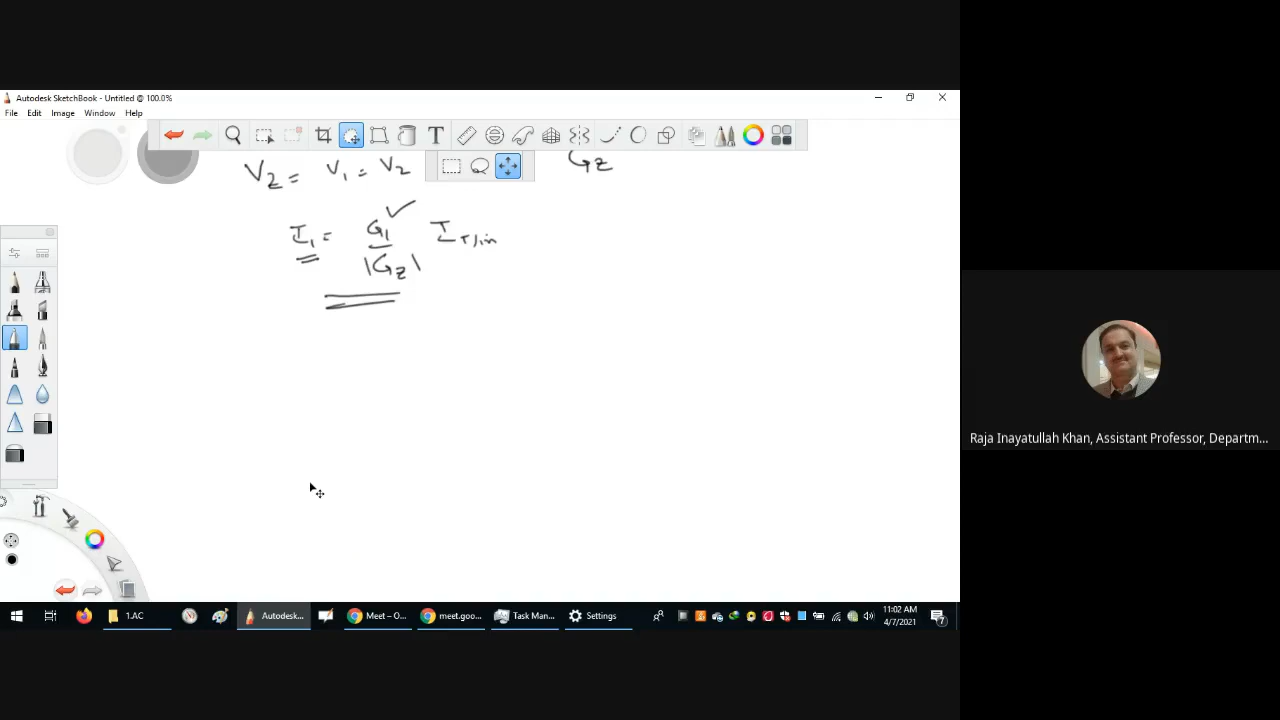 Autodesk SketchBook - Untitled @ 100.0%
File Edit Image Window Help
V₂ = V₁ = V₂ G₂
I₁ = G₁ I T/in
|G₂|
Raja Inayatullah Khan, Assistant Professor, Departm...
1.AC Autodesk... Meet – O... meet.goo... Task Man... Settings 11:02 AM
4/7/2021 7